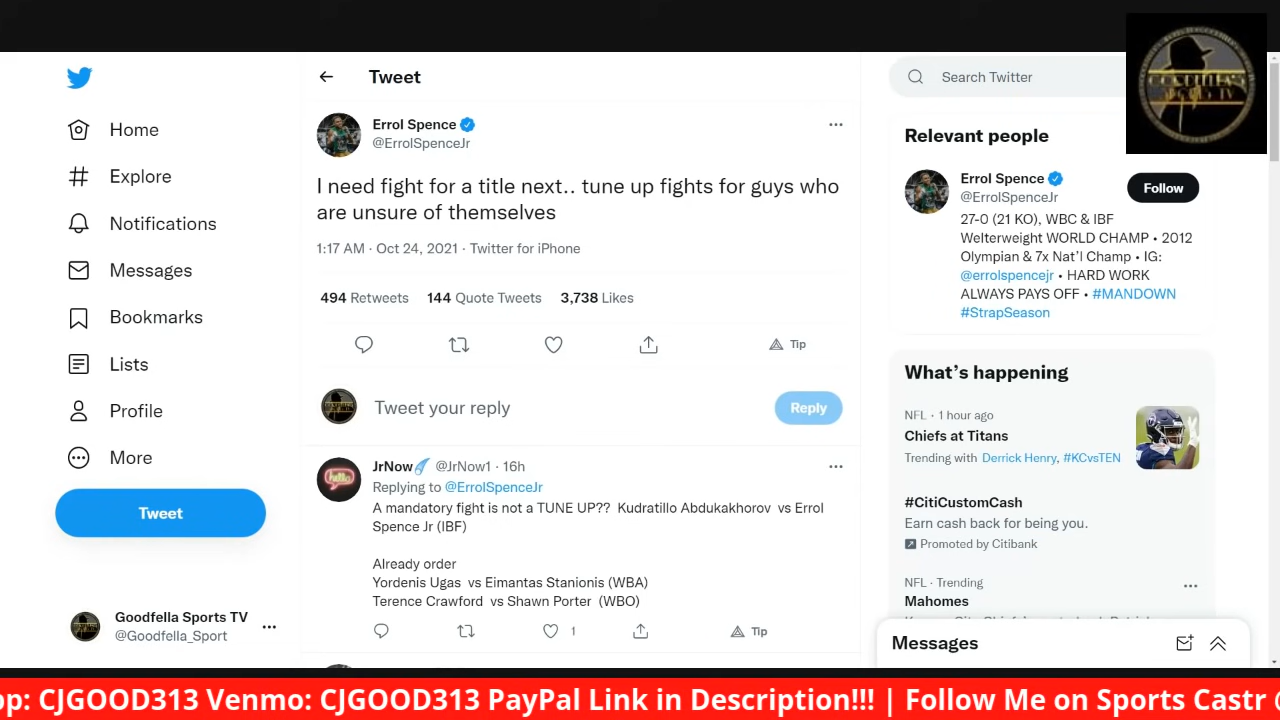 Tweet
Search Twitter
GOODFELLAS
SPORTS TV
Home
Explore
Notifications
Messages
Bookmarks
Lists
Profile
More
Tweet
Goodfella Sports TV
@Goodfella_Sport
Errol Spence
@ErrolSpenceJr
I need fight for a title next.. tune up fights for guys who
are unsure of themselves
1:17 AM · Oct 24, 2021 · Twitter for iPhone
494 Retweets 144 Quote Tweets 3,738 Likes
Tip
Tweet your reply
Reply
JrNow @JrNow1 · 16h
Replying to @ErrolSpenceJr
A mandatory fight is not a TUNE UP?? Kudratillo Abdukakhorov vs Errol
Spence Jr (IBF)
Already order
Yordenis Ugas vs Eimantas Stanionis (WBA)
Terence Crawford vs Shawn Porter (WBO)
1
Tip
Relevant people
Errol Spence
@ErrolSpenceJr
Follow
27-0 (21 KO), WBC & IBF
Welterweight WORLD CHAMP • 2012
Olympian & 7x Nat'l Champ • IG:
@errolspencejr • HARD WORK
ALWAYS PAYS OFF • #MANDOWN
#StrapSeason
What's happening
NFL · 1 hour ago
Chiefs at Titans
Trending with Derrick Henry, #KCvsTEN
#CitiCustomCash
Earn cash back for being you.
Promoted by Citibank
NFL · Trending
Mahomes
Messages
pp: CJGOOD313 Venmo: CJGOOD313 PayPal Link in Description!!! | Follow Me on Sports Castr